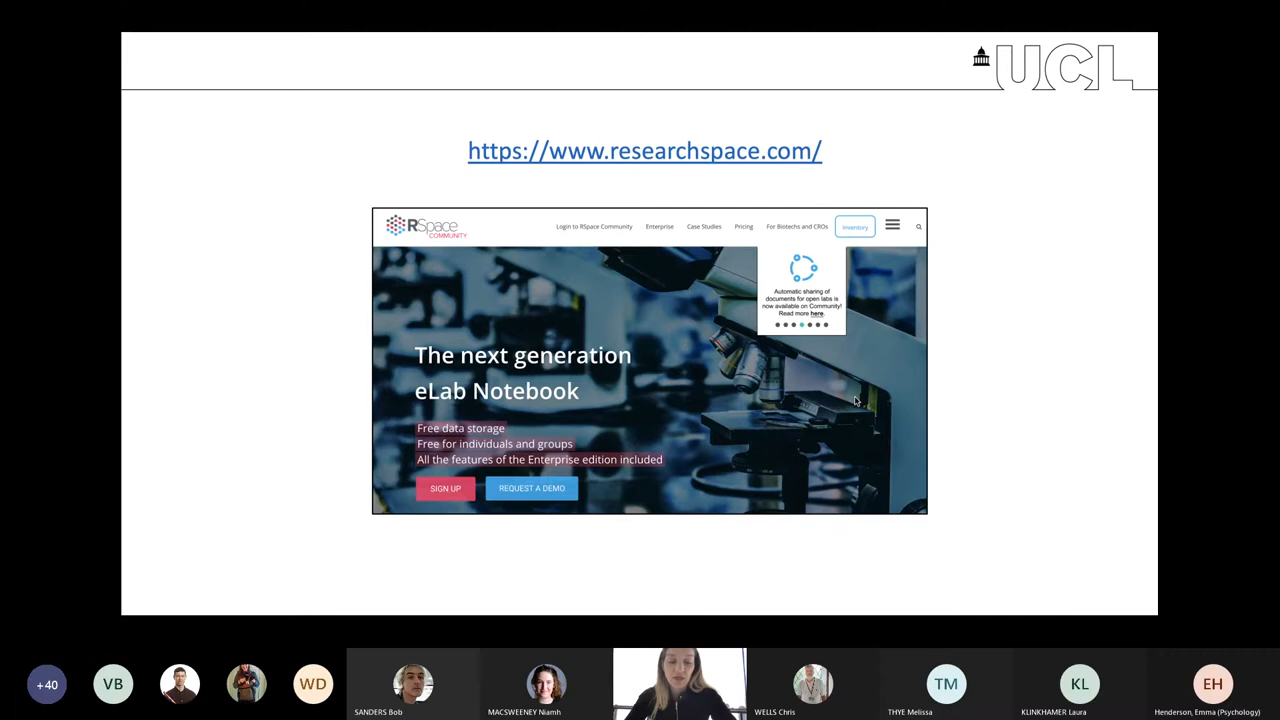 UCL
https://www.researchspace.com/
RSpace
COMMUNITY
Login to RSpace Community Enterprise Case Studies Pricing For Biotechs and CROs Inventory
Automatic sharing of
documents for open labs is
now available on Community!
Read more here.
The next generation
eLab Notebook
Free data storage
Free for individuals and groups
All the features of the Enterprise edition included
SIGN UP REQUEST A DEMO
+40 VB WD TM KL EH
SANDERS Bob MACSWEENEY Niamh WELLS Chris THYE Melissa KLINKHAMER Laura Henderson, Emma (Psychology)